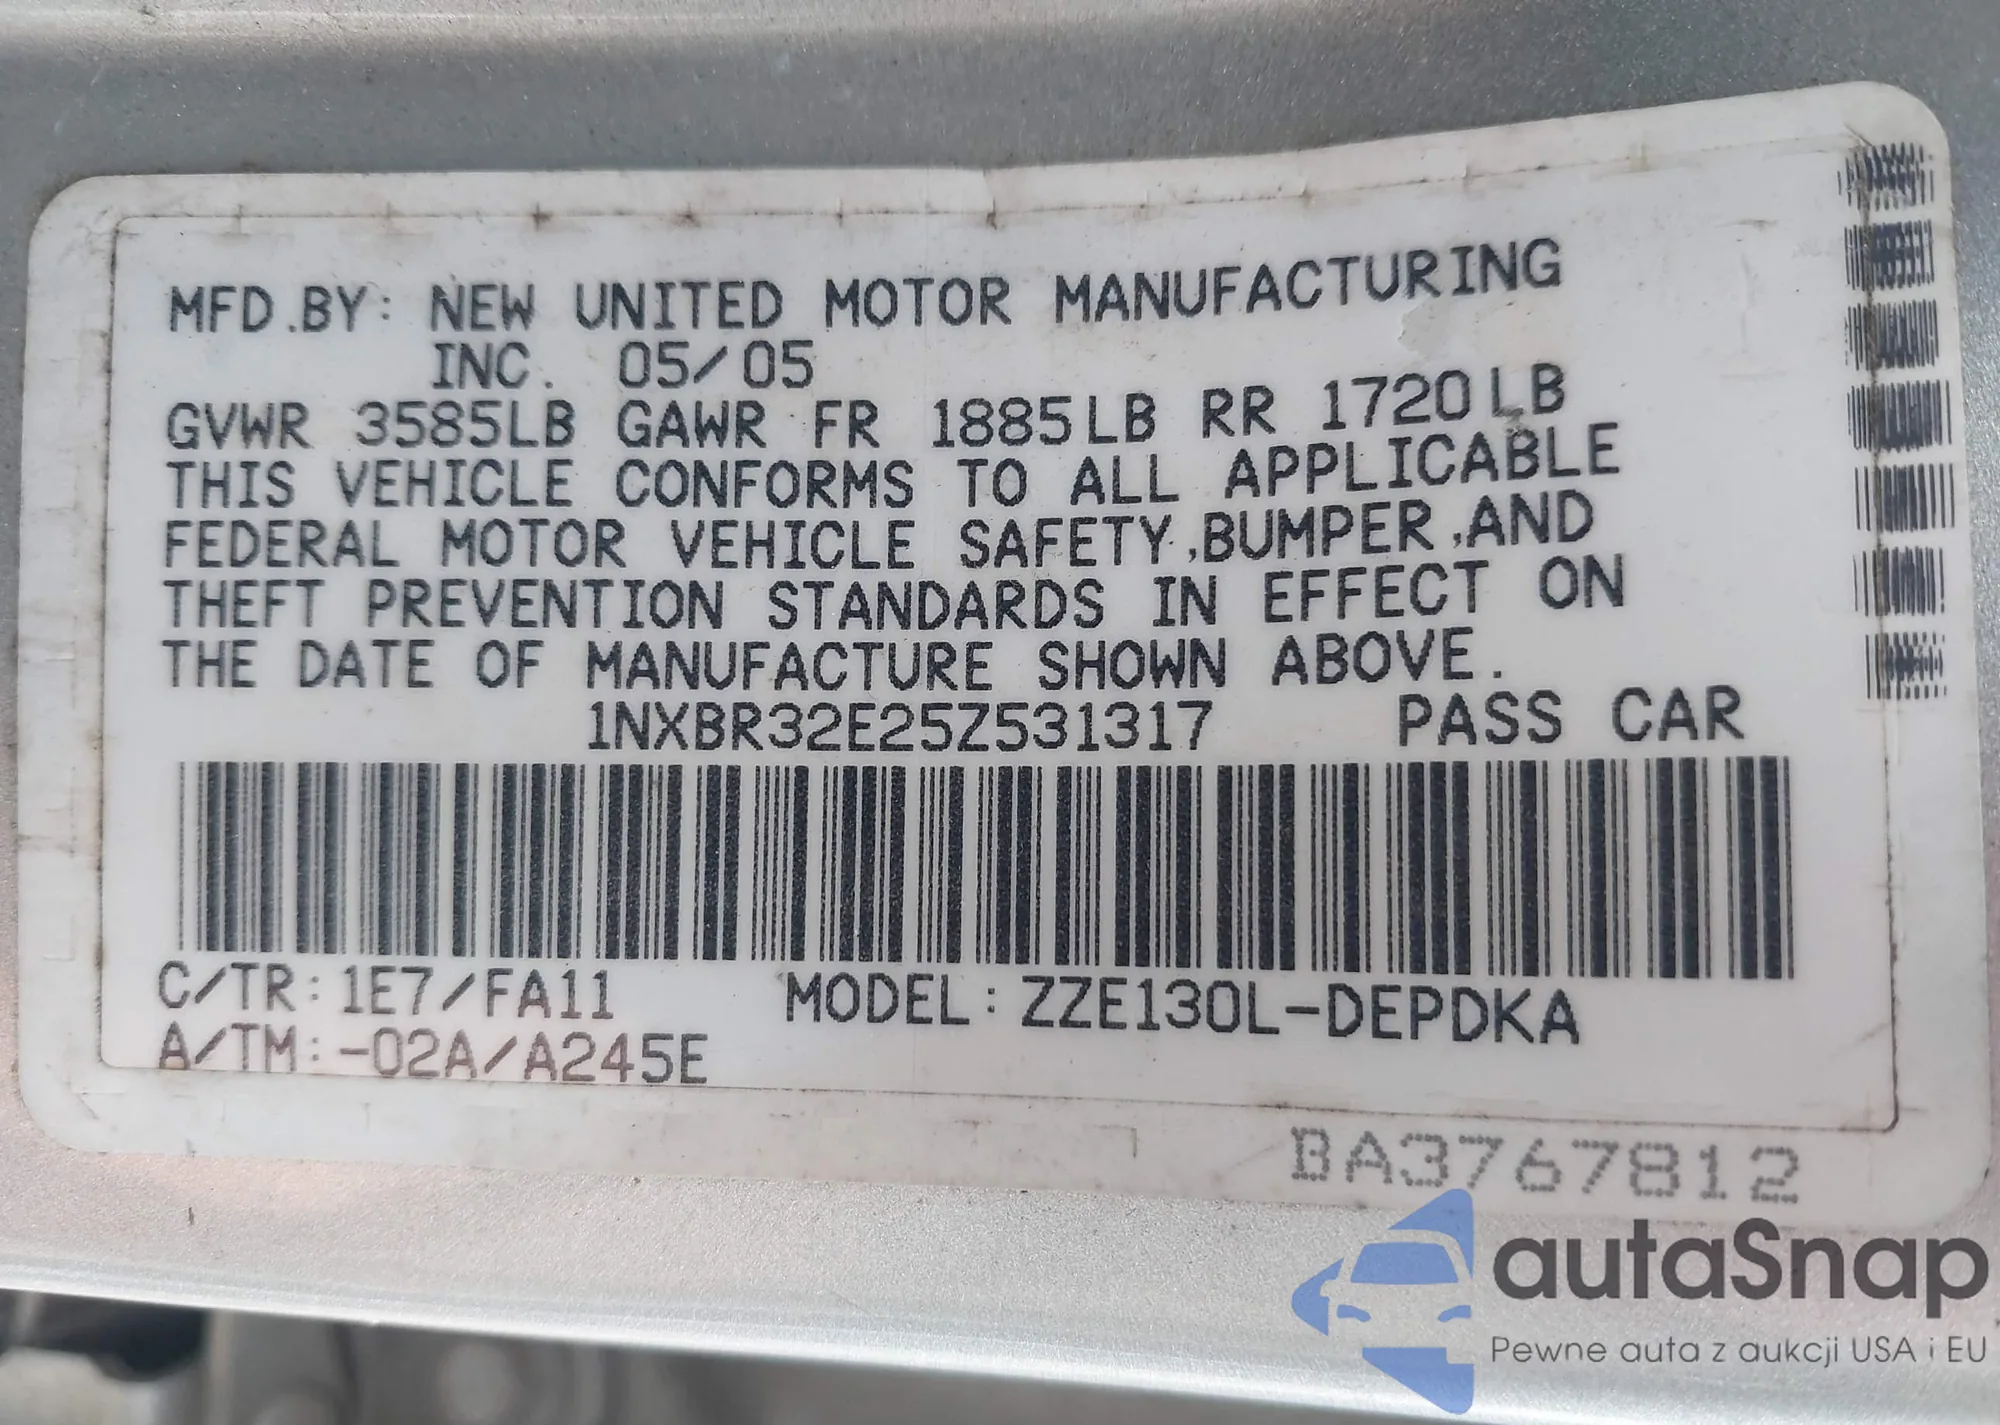 MFD.BY: NEW UNITED MOTOR MANUFACTURING
INC. 05/05
GVWR 3585LB GAWR FR 1885LB RR 1720LB
THIS VEHICLE CONFORMS TO ALL APPLICABLE
FEDERAL MOTOR VEHICLE SAFETY,BUMPER,AND
THEFT PREVENTION STANDARDS IN EFFECT ON
THE DATE OF MANUFACTURE SHOWN ABOVE.
1NXBR32E25Z531317 PASS CAR
C/TR: 1E7/FA11 MODEL: ZZE130L-DEPDKA
A/TM: -02A/A245E
BA3767812
autaSnap
Pewne auta z aukcji USA i EU